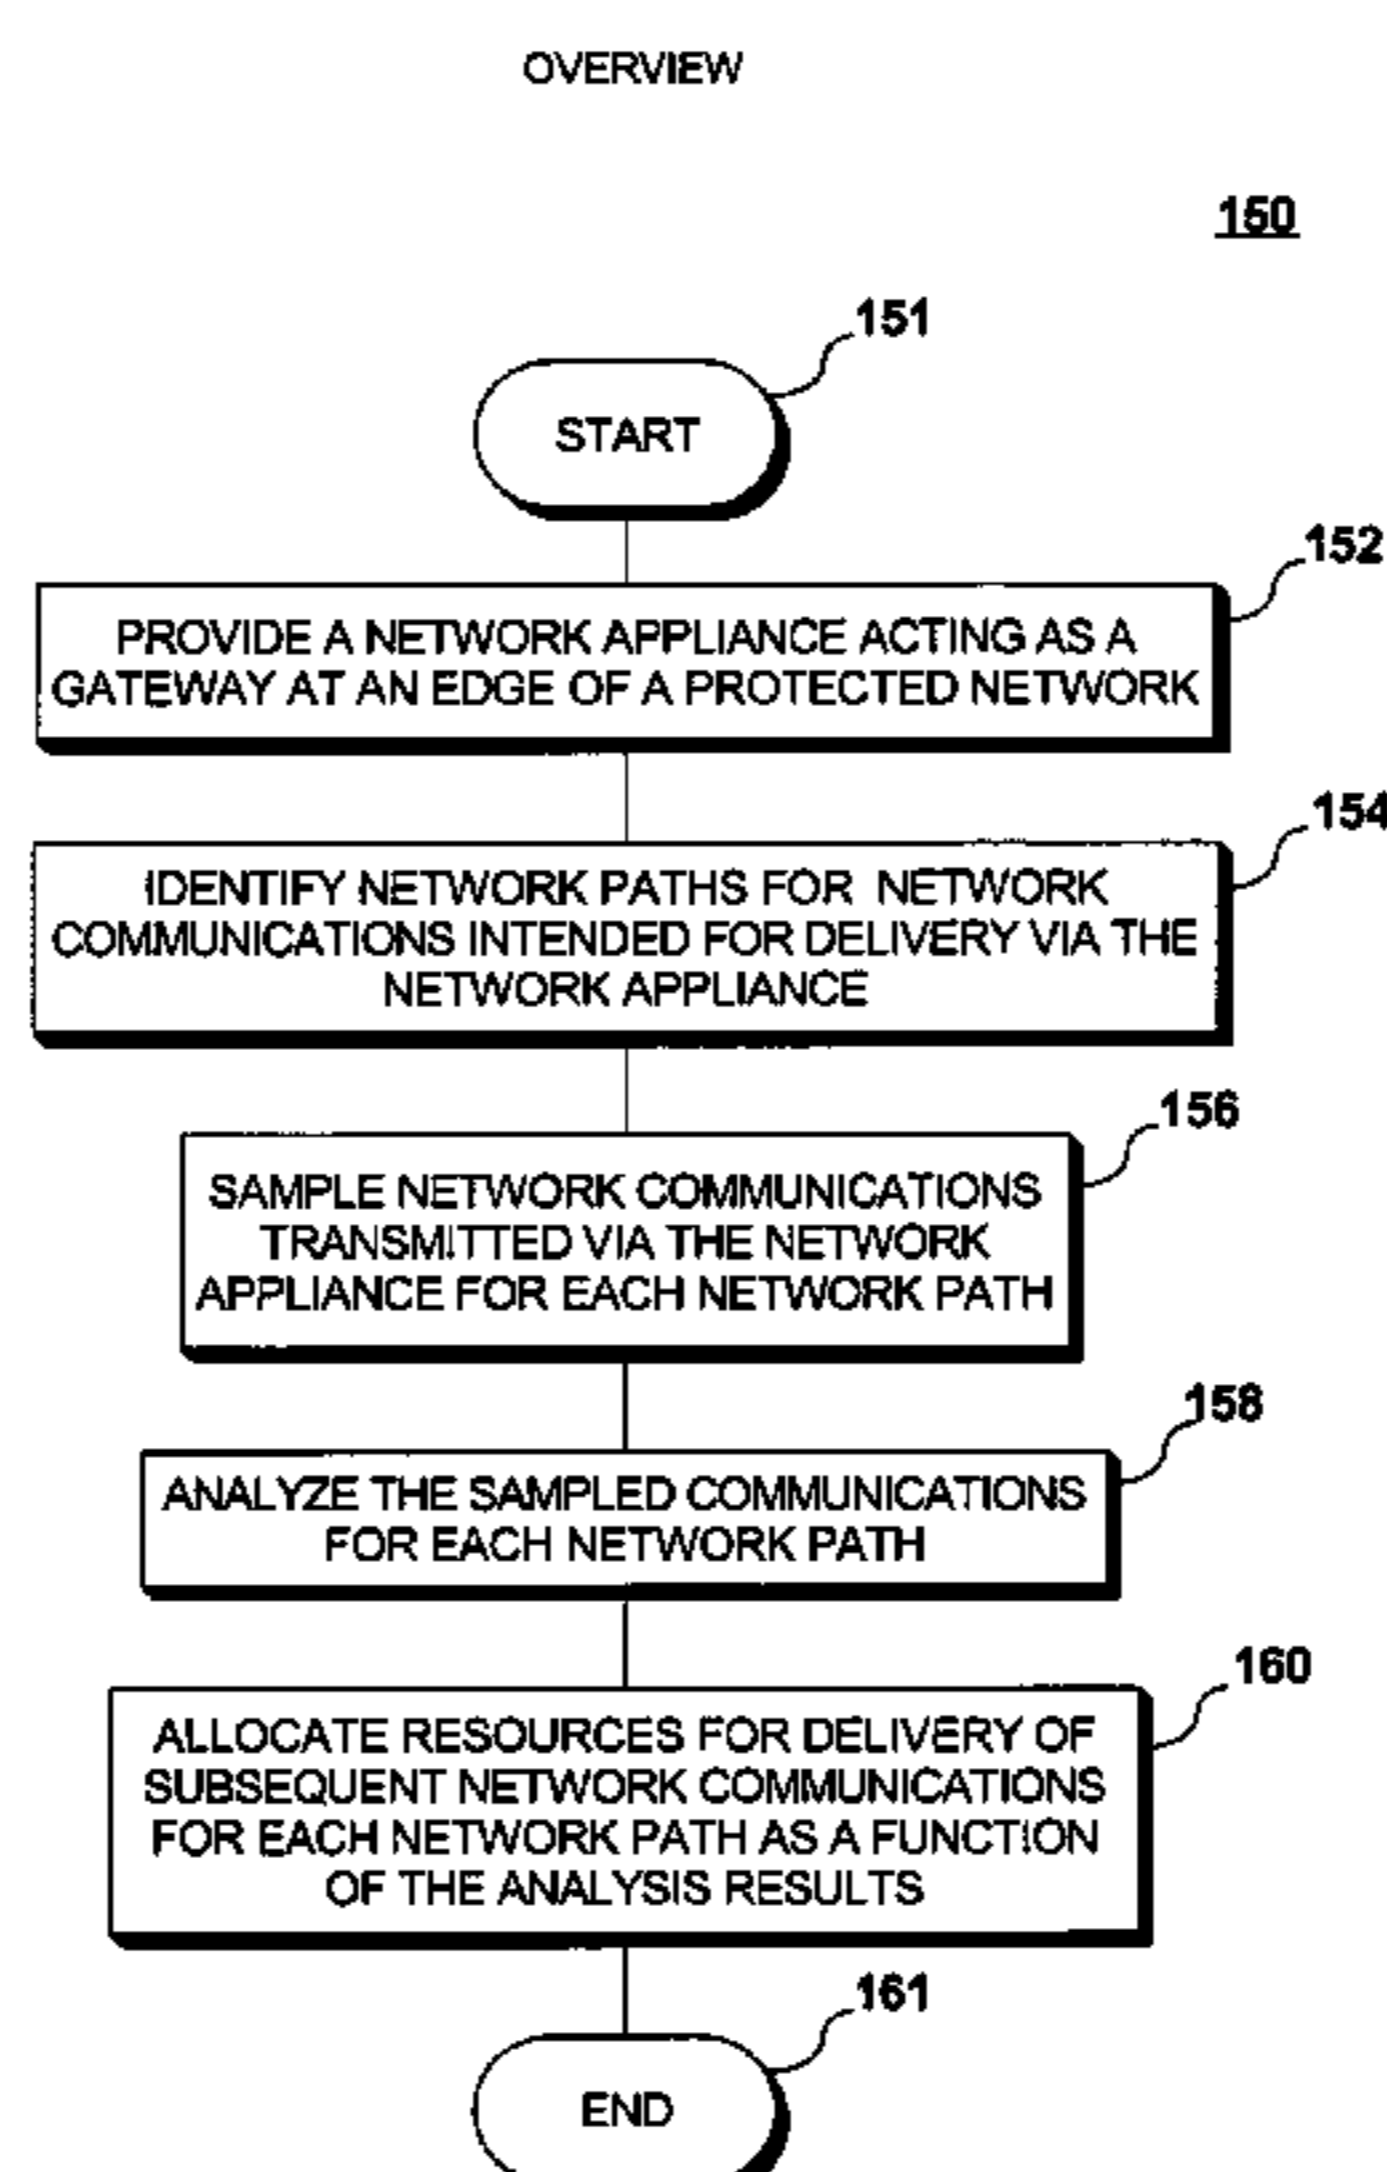 OVERVIEW
150
151
START
152
PROVIDE A NETWORK APPLIANCE ACTING AS A
GATEWAY AT AN EDGE OF A PROTECTED NETWORK
154
IDENTIFY NETWORK PATHS FOR NETWORK
COMMUNICATIONS INTENDED FOR DELIVERY VIA THE
NETWORK APPLIANCE
156
SAMPLE NETWORK COMMUNICATIONS
TRANSMITTED VIA THE NETWORK
APPLIANCE FOR EACH NETWORK PATH
158
ANALYZE THE SAMPLED COMMUNICATIONS
FOR EACH NETWORK PATH
160
ALLOCATE RESOURCES FOR DELIVERY OF
SUBSEQUENT NETWORK COMMUNICATIONS
FOR EACH NETWORK PATH AS A FUNCTION
OF THE ANALYSIS RESULTS
161
END